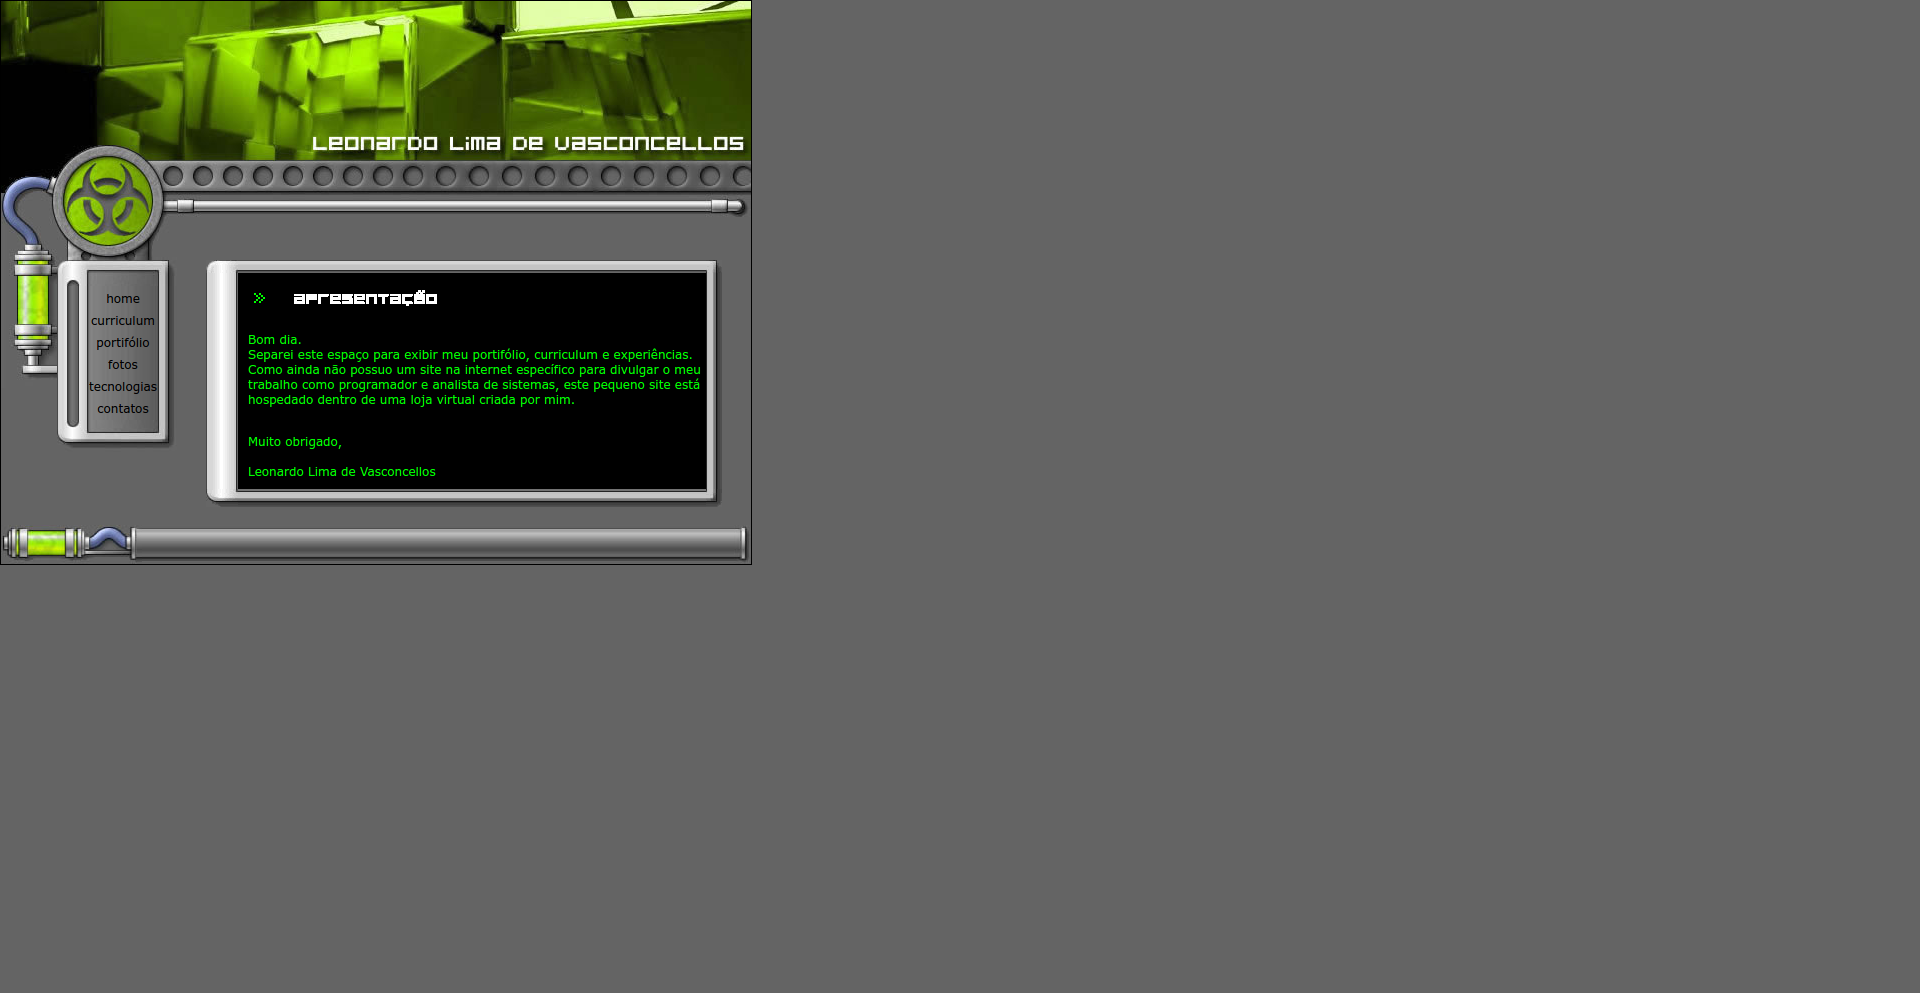 Leonardo Lima de Vasconcellos
home
curriculum
portifólio
fotos
tecnologias
contatos
» apresentação
Bom dia.
Separei este espaço para exibir meu portifólio, curriculum e experiências.
Como ainda não possuo um site na internet específico para divulgar o meu
trabalho como programador e analista de sistemas, este pequeno site está
hospedado dentro de uma loja virtual criada por mim.
Muito obrigado,
Leonardo Lima de Vasconcellos